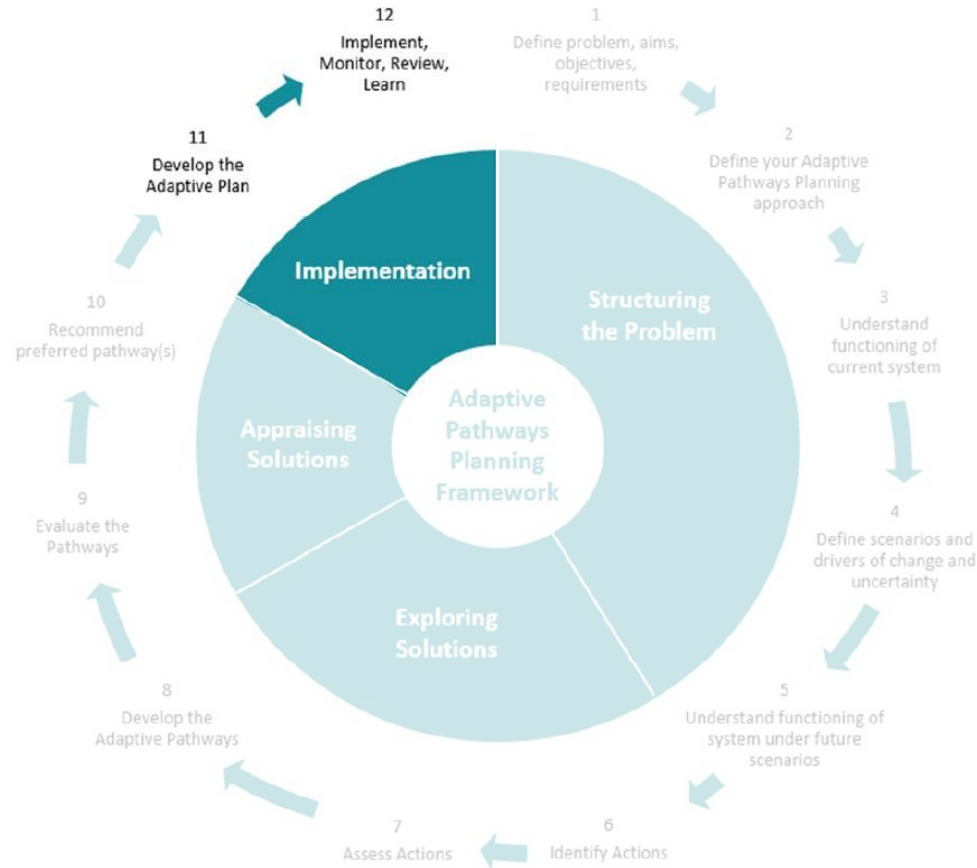 12
Implement,
Monitor, Review,
Learn
1
Define problem, aims,
objectives,
requirements
2
Define your Adaptive
Pathways Planning
approach
3
Understand
functioning of
current system
4
Define scenarios and
drivers of change and
uncertainty
5
Understand functioning of
system under future
scenarios
6
Identify Actions
7
Assess Actions
8
Develop the
Adaptive Pathways
9
Evaluate the
Pathways
10
Recommend
preferred pathway(s)
11
Develop the
Adaptive Plan
Implementation
Structuring
the Problem
Appraising
Solutions
Exploring
Solutions
Adaptive
Pathways
Planning
Framework